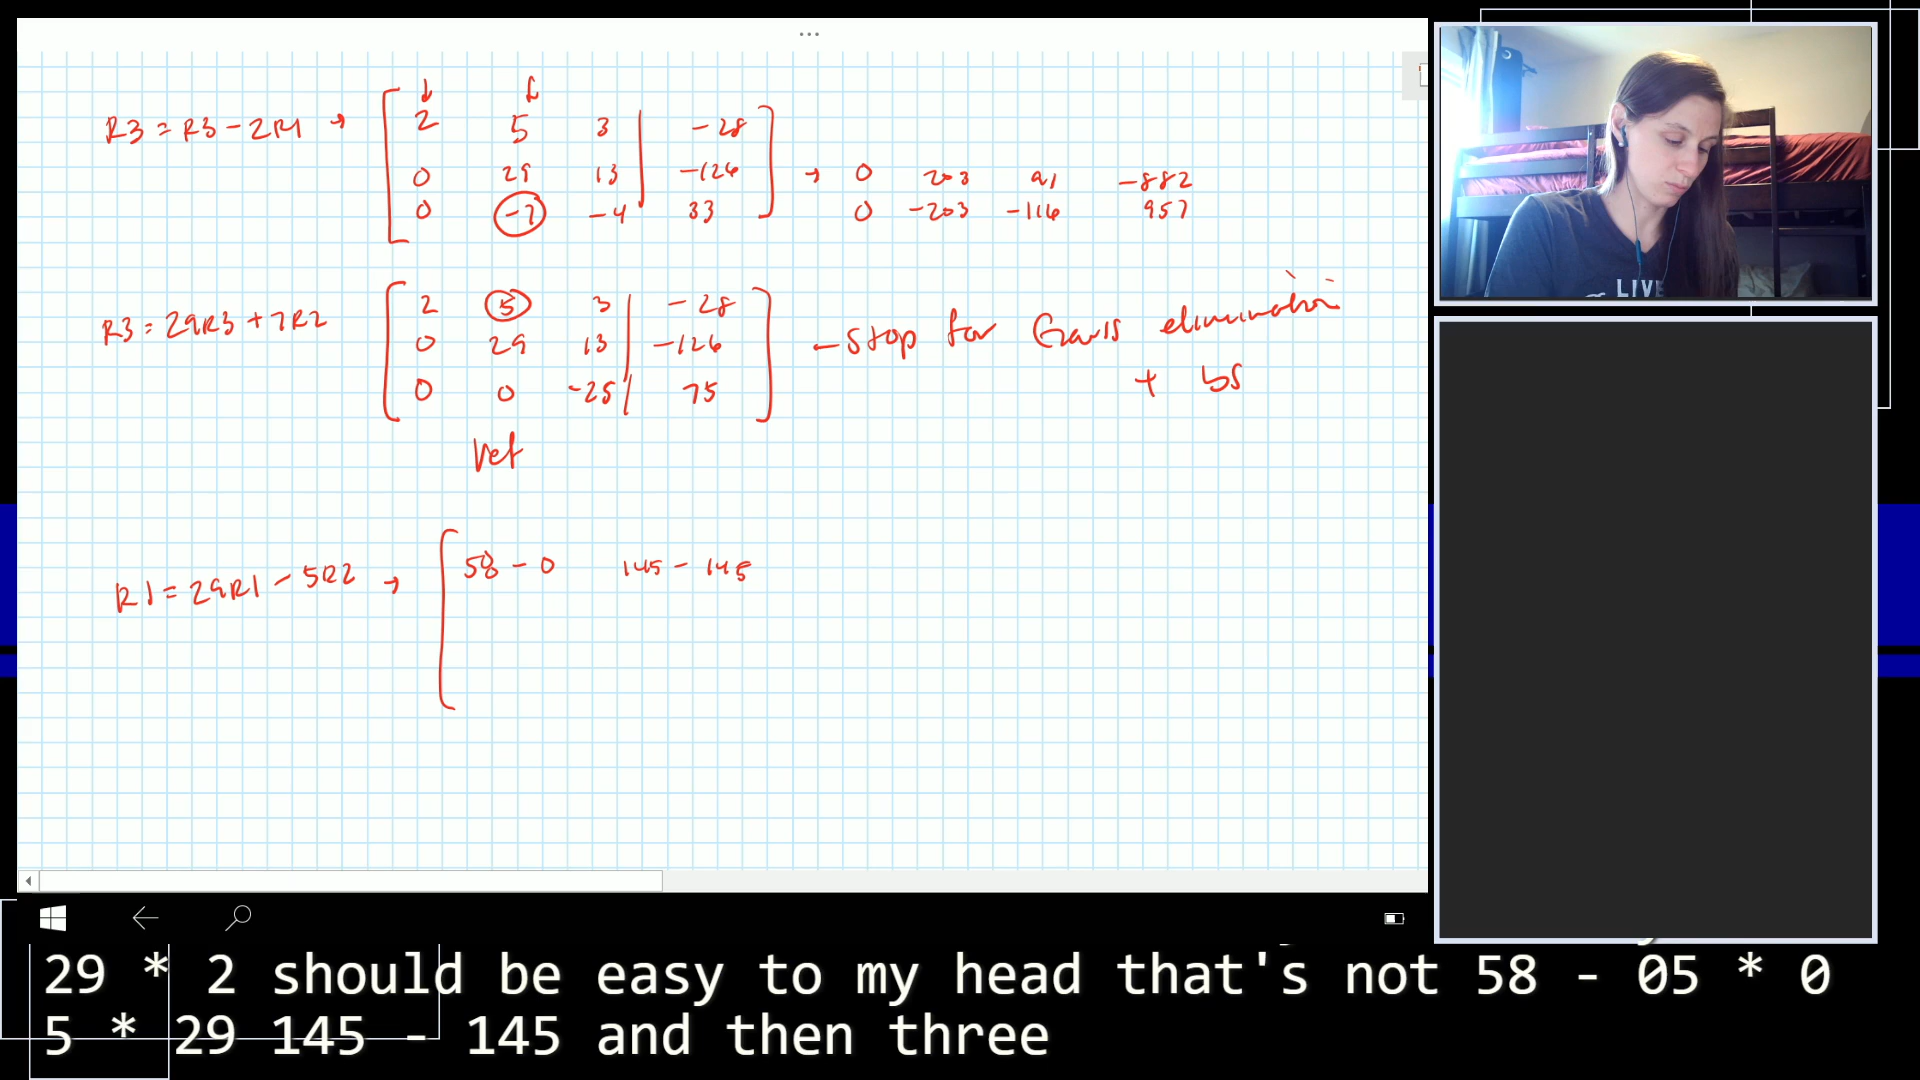 R3 = R3 - 2R1 → 2 5 3 | -28
0 29 13 | -126 → 0 203 91 -882
0 -7 -4 33 0 -203 -116 957
R3 = 29R3 + 7R2
2 5 3 | -28
0 29 13 | -126
0 0 -25 | 75
← stop for Gauss elimination
+ bs
R1 = 29R1 - 5R2 → 58 - 0 145 - 145
LIVE
29 * 2 should be easy to my head that's not 58 - 05 * 0
5 * 29 145 - 145 and then three